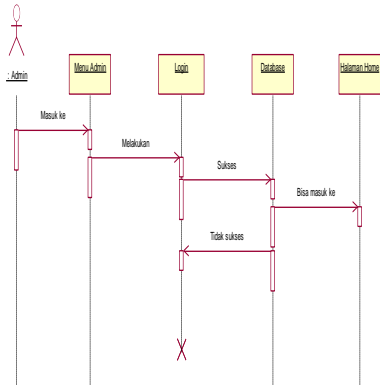 : Admin
Menu Admin
Login
Database
Halaman Home
Masuk ke
Melakukan
Sukses
Bisa masuk ke
Tidak sukses